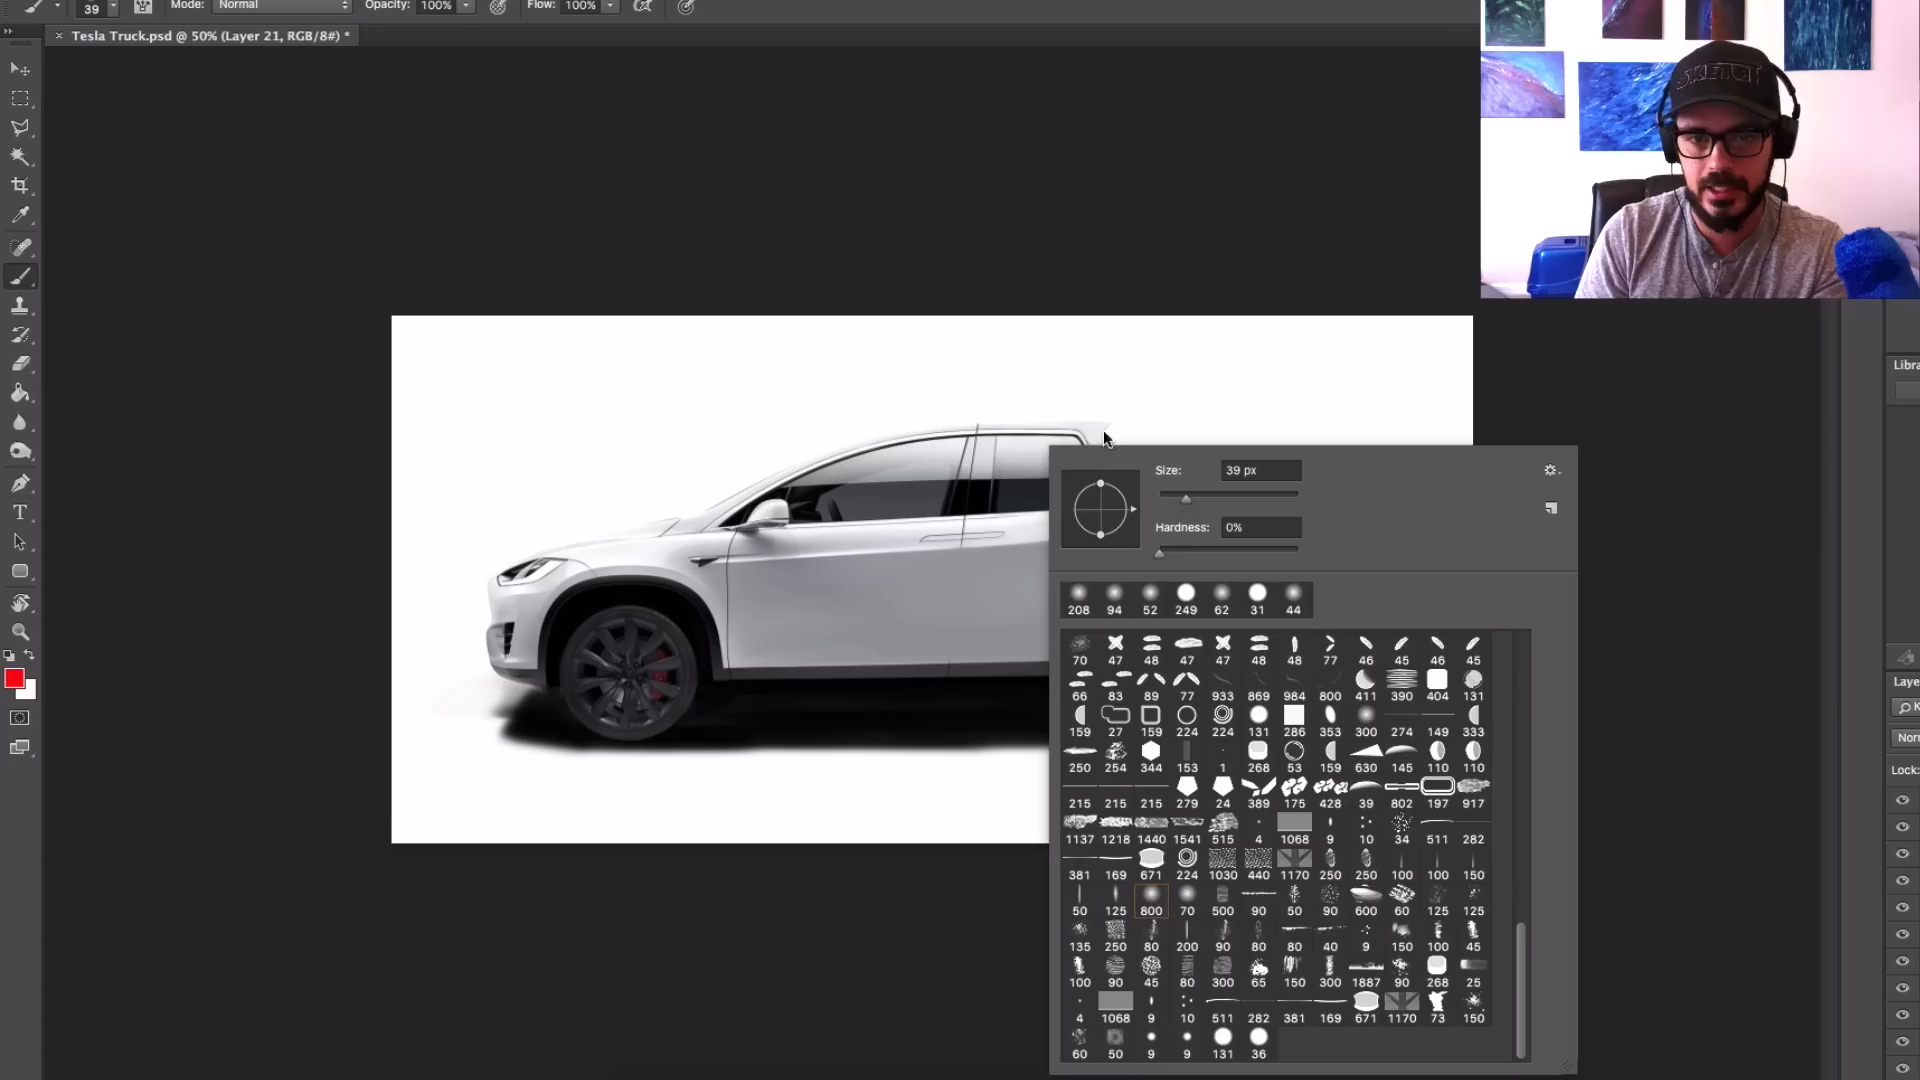 39 Mode: Normal Opacity: 100% Flow: 100%
× Tesla Truck.psd @ 50% (Layer 21, RGB/8#) *
SKETCH
Libra
Size: 39 px
Hardness: 0%
208 94 52 249 62 31 44
70 47 48 47 47 48 48 77 46 45 46 45
66 83 89 77 933 869 984 800 411 390 404 131
159 27 159 224 224 131 286 353 300 274 149 333
250 254 344 153 1 268 53 159 630 145 110 110
215 215 215 279 24 389 175 428 39 802 197 917
1137 1218 1440 1541 515 4 1068 9 10 34 511 282
381 169 671 224 1030 440 1170 250 250 100 100 150
50 125 800 70 500 90 50 90 600 60 125 125
135 250 80 200 90 80 80 40 9 150 100 45
100 90 45 80 300 65 150 300 1887 90 268 25
4 1068 9 10 511 282 381 169 671 1170 73 150
60 50 9 9 131 36
Laye
K
Norr
Lock: